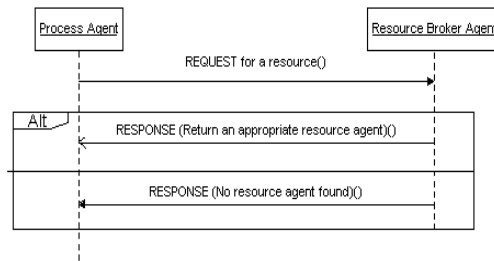 Process Agent
Resource Broker Agent
REQUEST for a resource()
Alt
RESPONSE (Return an appropriate resource agent)()
RESPONSE (No resource agent found)()